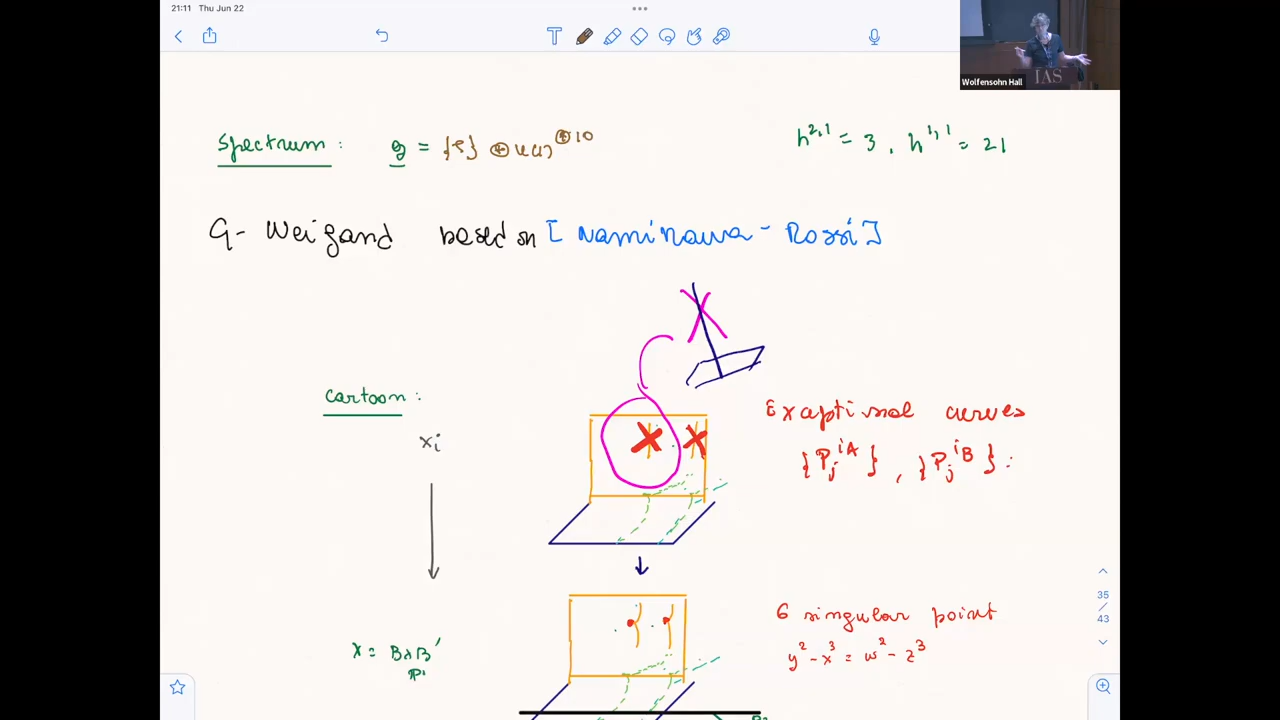 21:11 Thu Jun 22
Wolfensohn Hall
IAS
Spectrum : g = {e} ⊕ u(1)^{⊕10}
h^{2,1} = 3, h^{1,1} = 21
G- Weigand based on [Naminawa - Rossi]
Cartoon :
X_i
Exceptional curves
{P_j^{iA}}, {P_j^{iB}} :
35
/
43
6 singular point
y² - x³ = w² - z³
X = B x B'
P¹